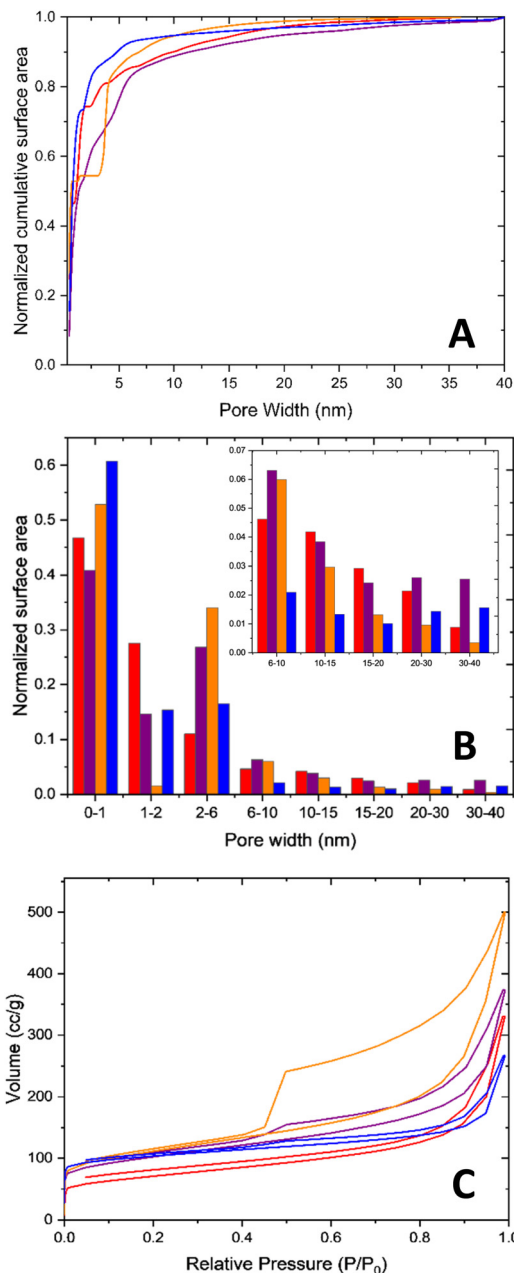 1.0
0.8
0.6
0.4
0.2
0.0
5 10 15 20 25 30 35 40
Normalized cumulative surface area
Pore Width (nm)
A
0.6
0.5
0.4
0.3
0.2
0.1
0.0
0-1 1-2 2-6 6-10 10-15 15-20 20-30 30-40
Normalized surface area
Pore width (nm)
0.07
0.06
0.05
0.04
0.03
0.02
0.01
0.00
6-10 10-15 15-20 20-30 30-40
B
500
400
300
200
100
0
0.0 0.2 0.4 0.6 0.8 1.0
Volume (cc/g)
Relative Pressure (P/P₀)
C